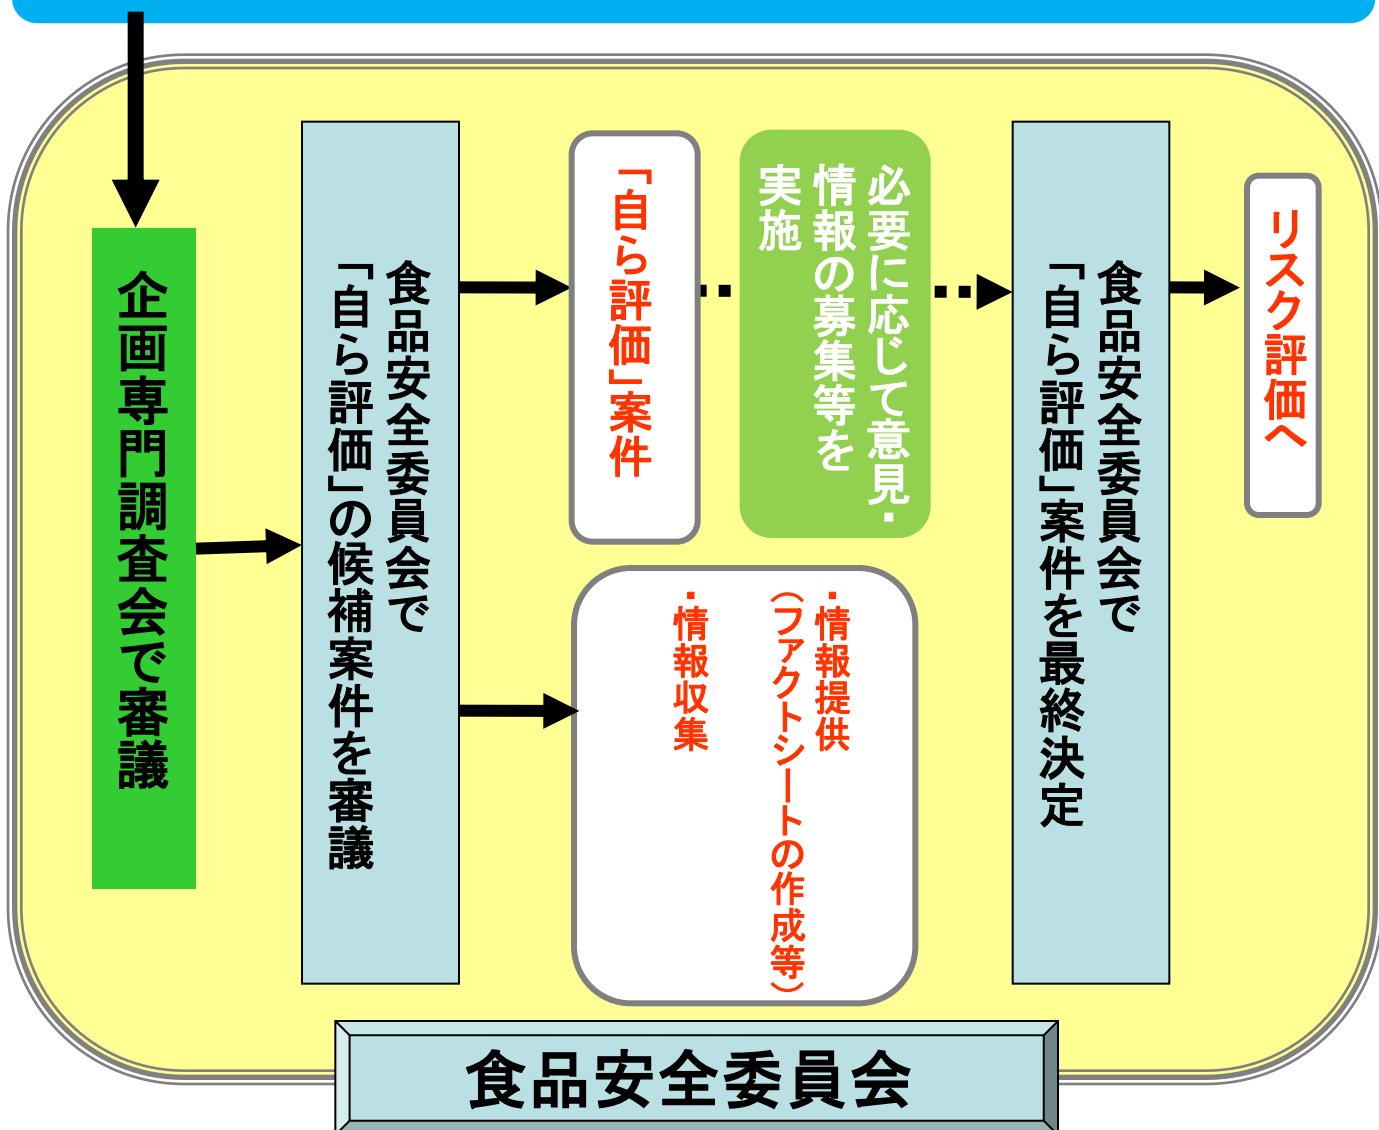 企画専門調査会で審議
食品安全委員会で
「自ら評価」の候補案件を審議
「自ら評価」案件
必要に応じて意見・
情報の募集等を
実施
・情報提供
(ファクトシートの作成等)
・情報収集
食品安全委員会で
「自ら評価」案件を最終決定
リスク評価へ
食品安全委員会